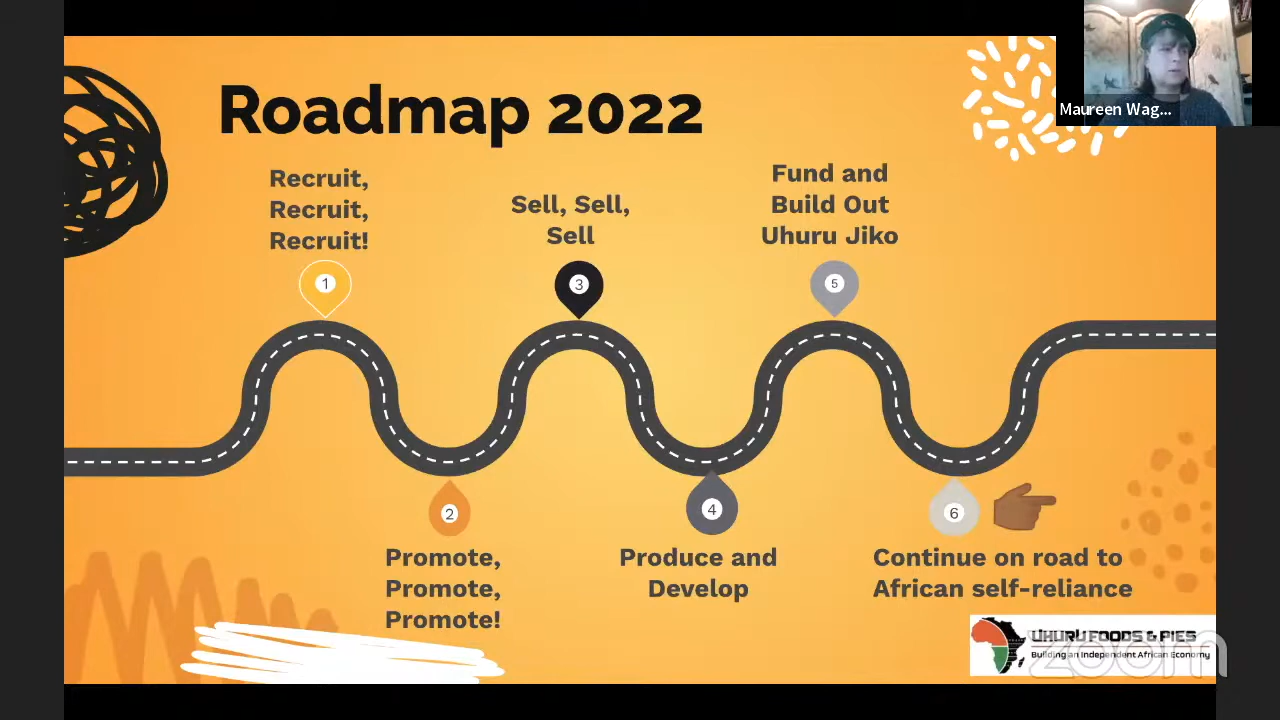 Maureen Wag...
Roadmap 2022
Recruit,
Recruit,
Recruit!
1
Promote,
Promote,
Promote!
2
Sell, Sell,
Sell
3
Produce and
Develop
4
Fund and
Build Out
Uhuru Jiko
5
Continue on road to
African self-reliance
6
UHURU FOODS & PIES
Building an Independent African Economy
zoom